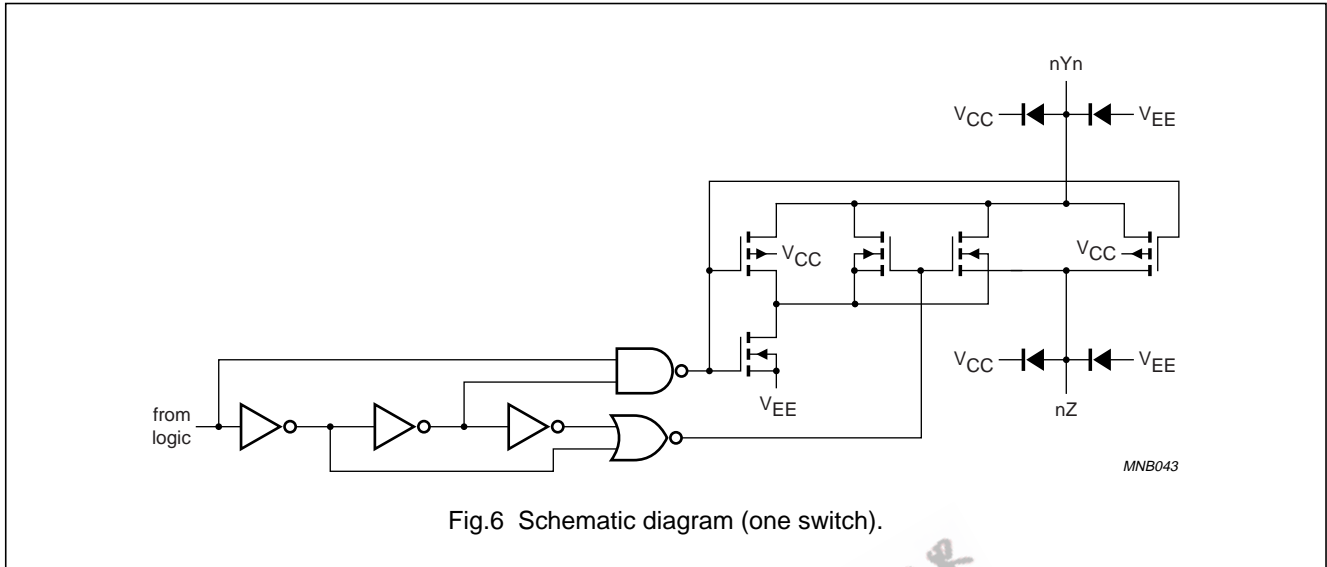 nYn
VCC VEE
VCC VCC
from
logic
VEE
VCC VEE
nZ
MNB043
Fig.6 Schematic diagram (one switch).